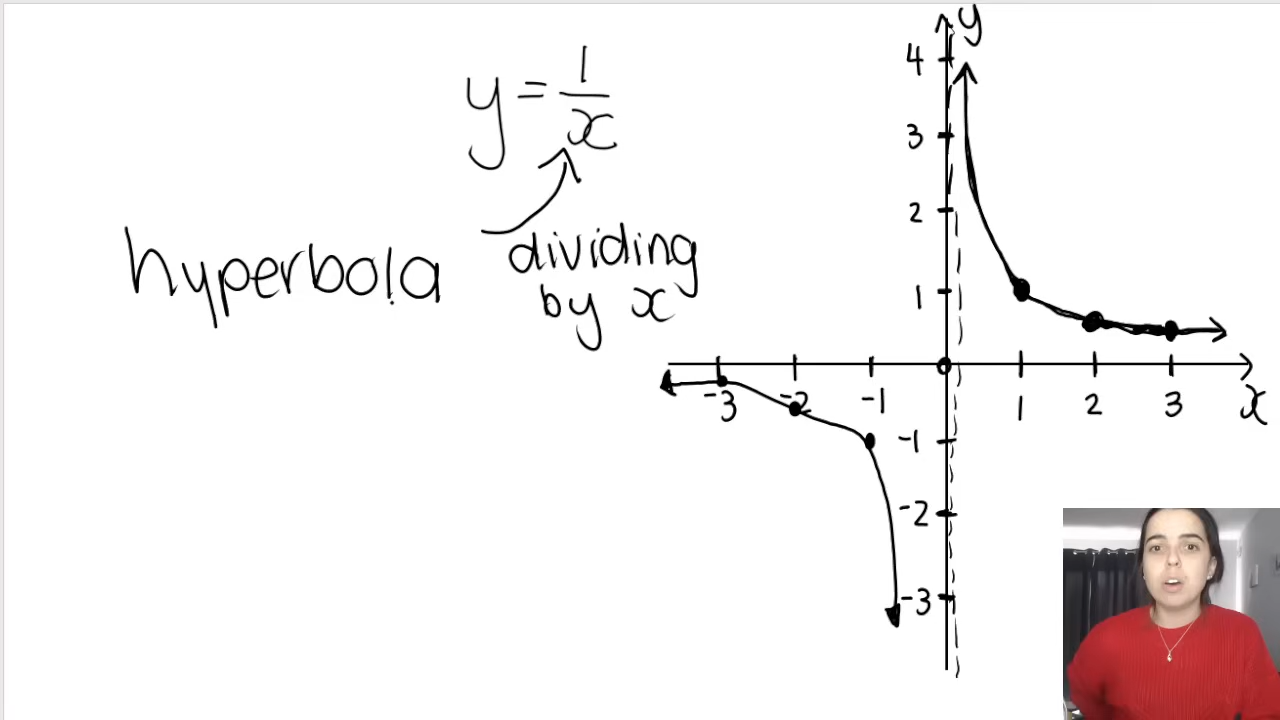 y = 1/x
hyperbola
dividing
by x
y
4
3
2
1
0
-3 -2 -1
1 2 3
x
-1
-2
-3